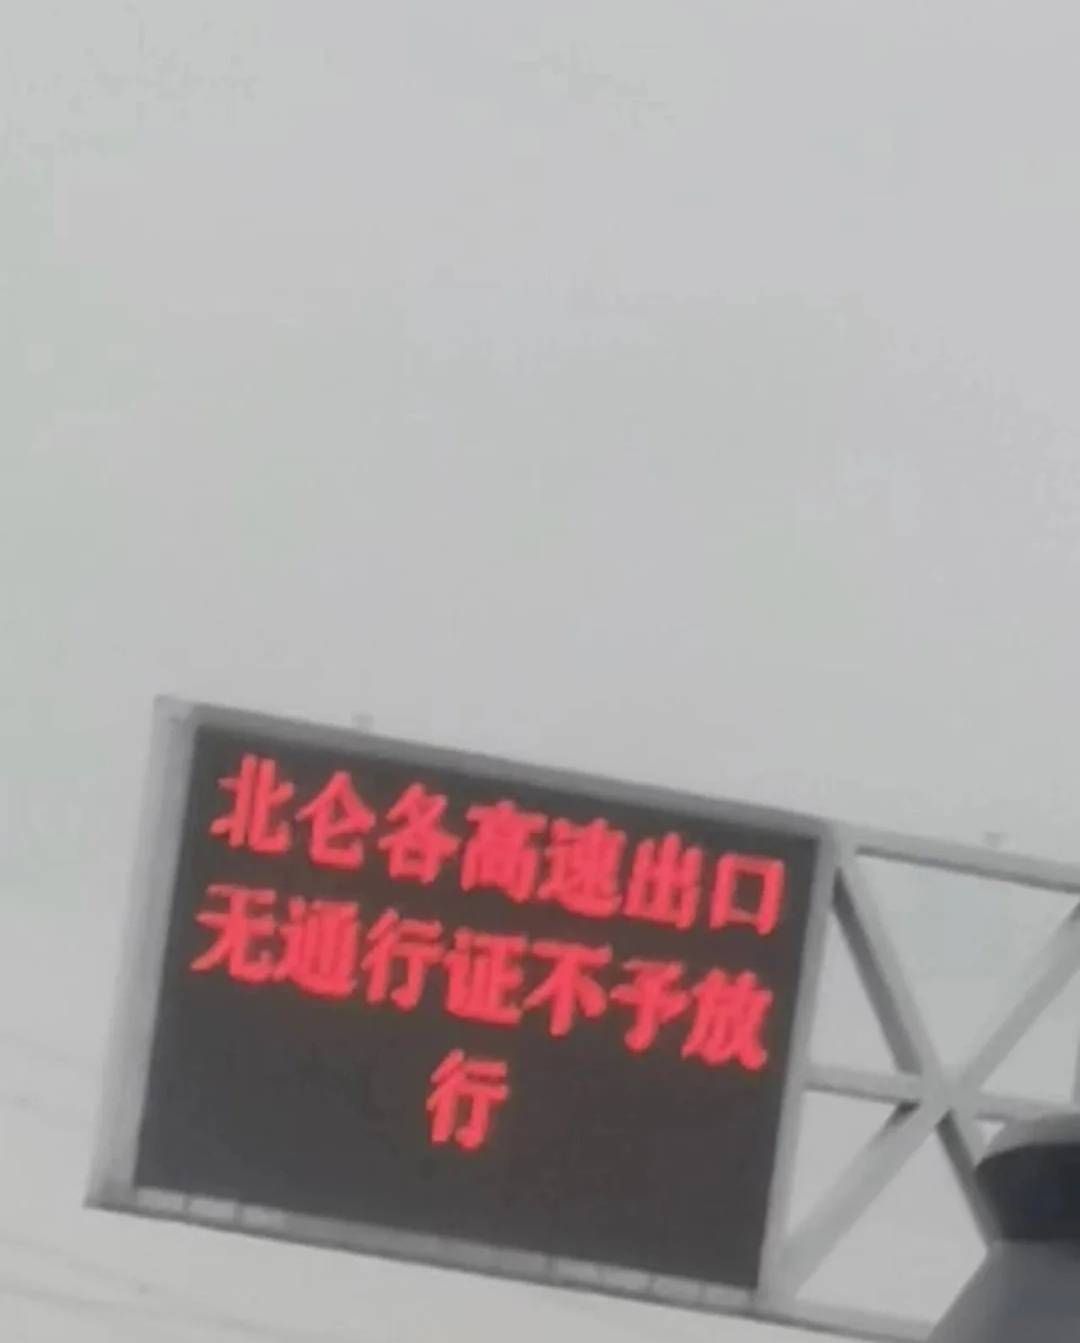 北仑各高速出口
无通行证不予放
行